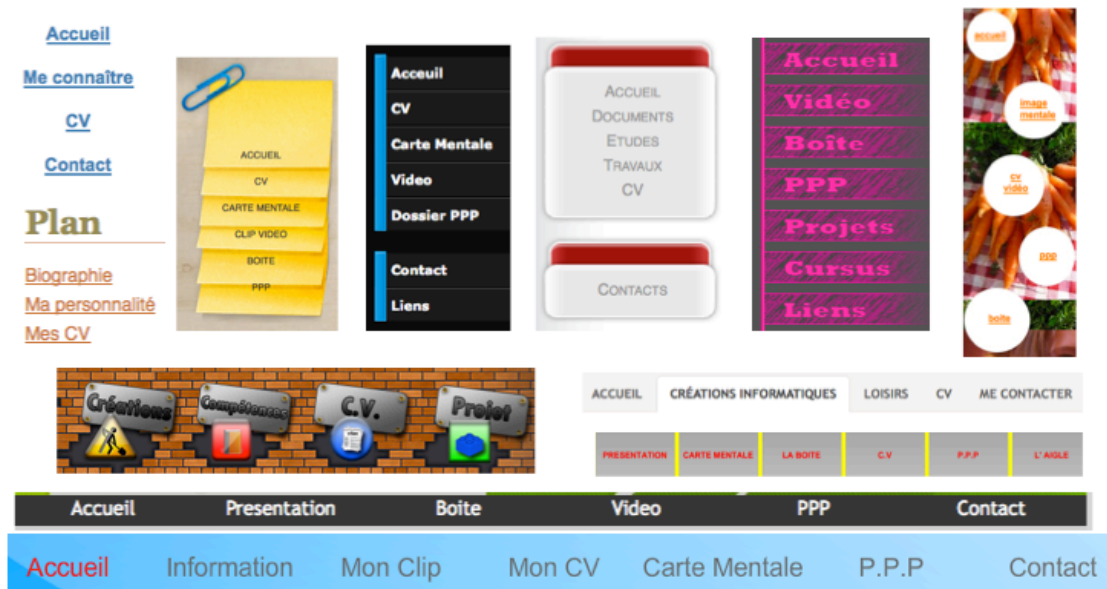 Accueil
Me connaître
CV
Contact
Plan
Biographie
Ma personnalité
Mes CV
ACCUEIL
CV
CARTE MENTALE
CLIP VIDEO
BOITE
PPP
Acceuil
CV
Carte Mentale
Video
Dossier PPP
Contact
Liens
ACCUEIL
DOCUMENTS
ETUDES
TRAVAUX
CV
CONTACTS
Accueil
Vidéo
Boîte
PPP
Projets
Cursus
Liens
accueil
image
mentale
cv
vidéo
ppp
boite
Créations Compétences C.V. Projet
ACCUEIL CRÉATIONS INFORMATIQUES LOISIRS CV ME CONTACTER
PRESENTATION CARTE MENTALE LA BOITE C.V P.P.P L' AIGLE
Accueil Presentation Boite Video PPP Contact
Accueil Information Mon Clip Mon CV Carte Mentale P.P.P Contact